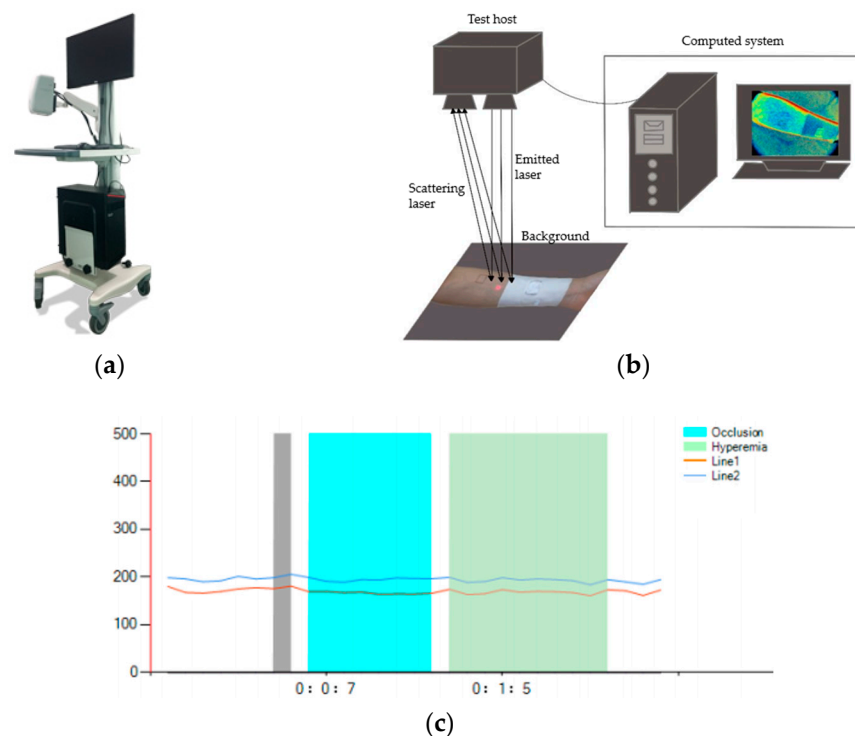 Test host
Computed system
Emitted
laser
Scattering
laser
Background
(a)
(b)
500
400
300
200
100
0
0: 0: 7
0: 1: 5
Occlusion
Hyperemia
Line1
Line2
(c)